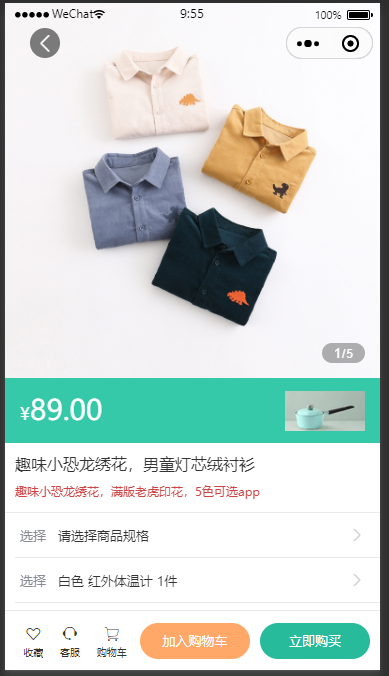 WeChat 9:55 100%
1/5
¥89.00
趣味小恐龙绣花，男童灯芯绒衬衫
趣味小恐龙绣花，满版老虎印花，5色可选app
选择 请选择商品规格
选择 白色 红外体温计 1件
收藏 客服 购物车 加入购物车 立即购买